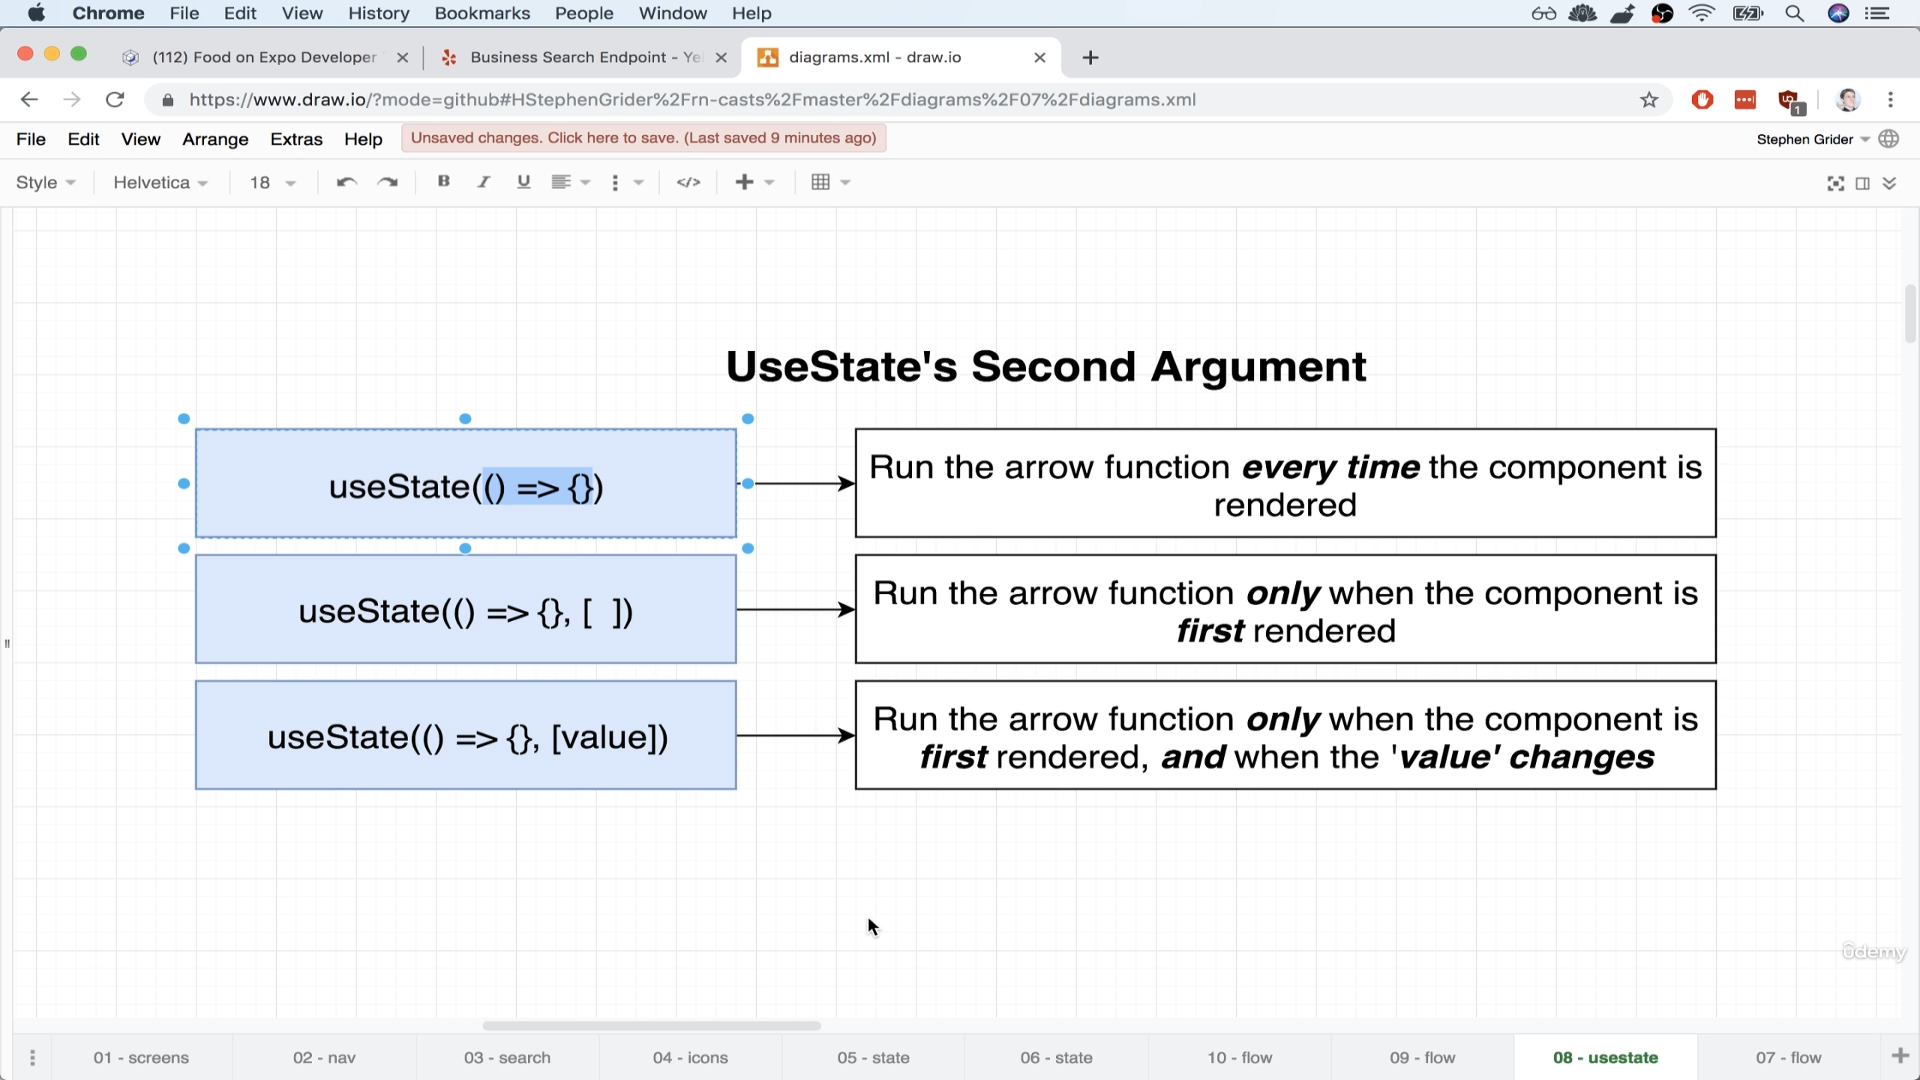 Chrome File Edit View History Bookmarks People Window Help
(112) Food on Expo Developer
Business Search Endpoint - Ye
diagrams.xml - draw.io
https://www.draw.io/?mode=github#HStephenGrider%2Frn-casts%2Fmaster%2Fdiagrams%2F07%2Fdiagrams.xml
1
File Edit View Arrange Extras Help Unsaved changes. Click here to save. (Last saved 9 minutes ago) Stephen Grider
Style Helvetica 18 B I U </>
UseState's Second Argument
useState(() => {})
Run the arrow function every time the component is
rendered
useState(() => {}, [ ])
Run the arrow function only when the component is
first rendered
useState(() => {}, [value])
Run the arrow function only when the component is
first rendered, and when the 'value' changes
ûdemy
01 - screens 02 - nav 03 - search 04 - icons 05 - state 06 - state 10 - flow 09 - flow 08 - usestate 07 - flow